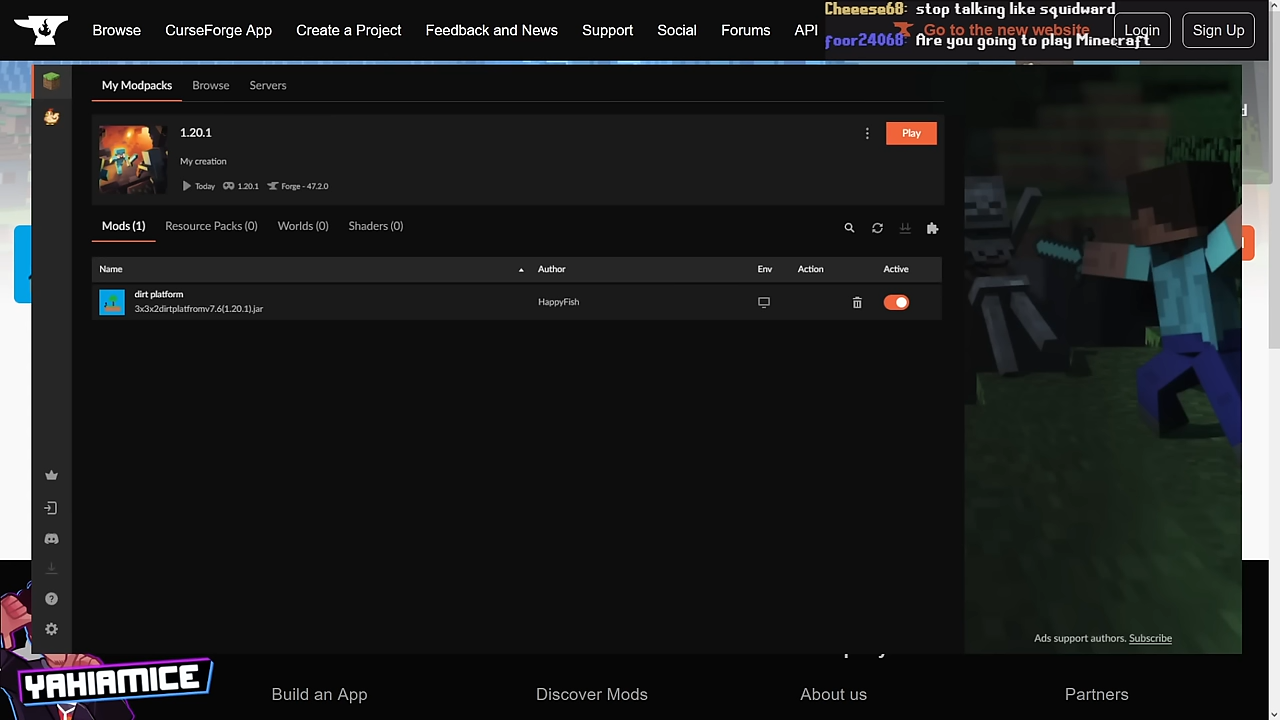 Browse CurseForge App Create a Project Feedback and News Support Social Forums API Go to the new website Login Sign Up
Cheeese68: stop talking like squidward
foor24068: Are you going to play Minecraft
My Modpacks Browse Servers
1.20.1
Play
My creation
Today 1.20.1 Forge - 47.2.0
Mods (1) Resource Packs (0) Worlds (0) Shaders (0)
Name Author Env Action Active
dirt platform
3x3x2dirtplatfromv7.6(1.20.1).jar
HappyFish
Ads support authors. Subscribe
YAHIAMICE
Build an App Discover Mods About us Partners